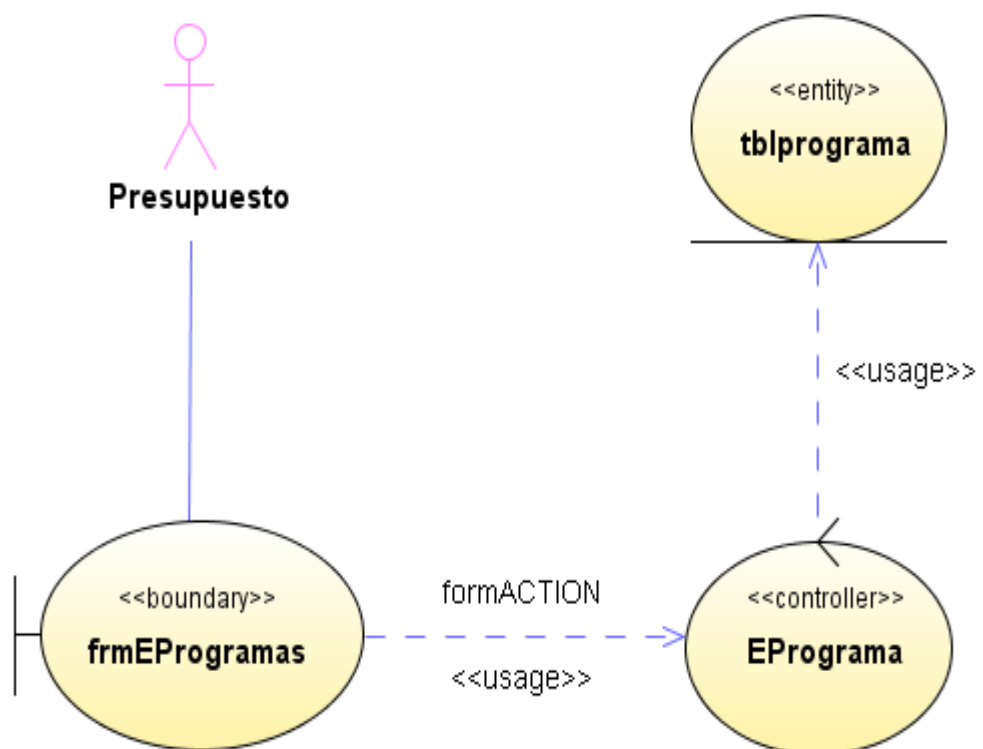 Presupuesto
<<entity>>
tblprograma
<<usage>>
<<boundary>>
frmEProgramas
formACTION
<<usage>>
<<controller>>
EPrograma